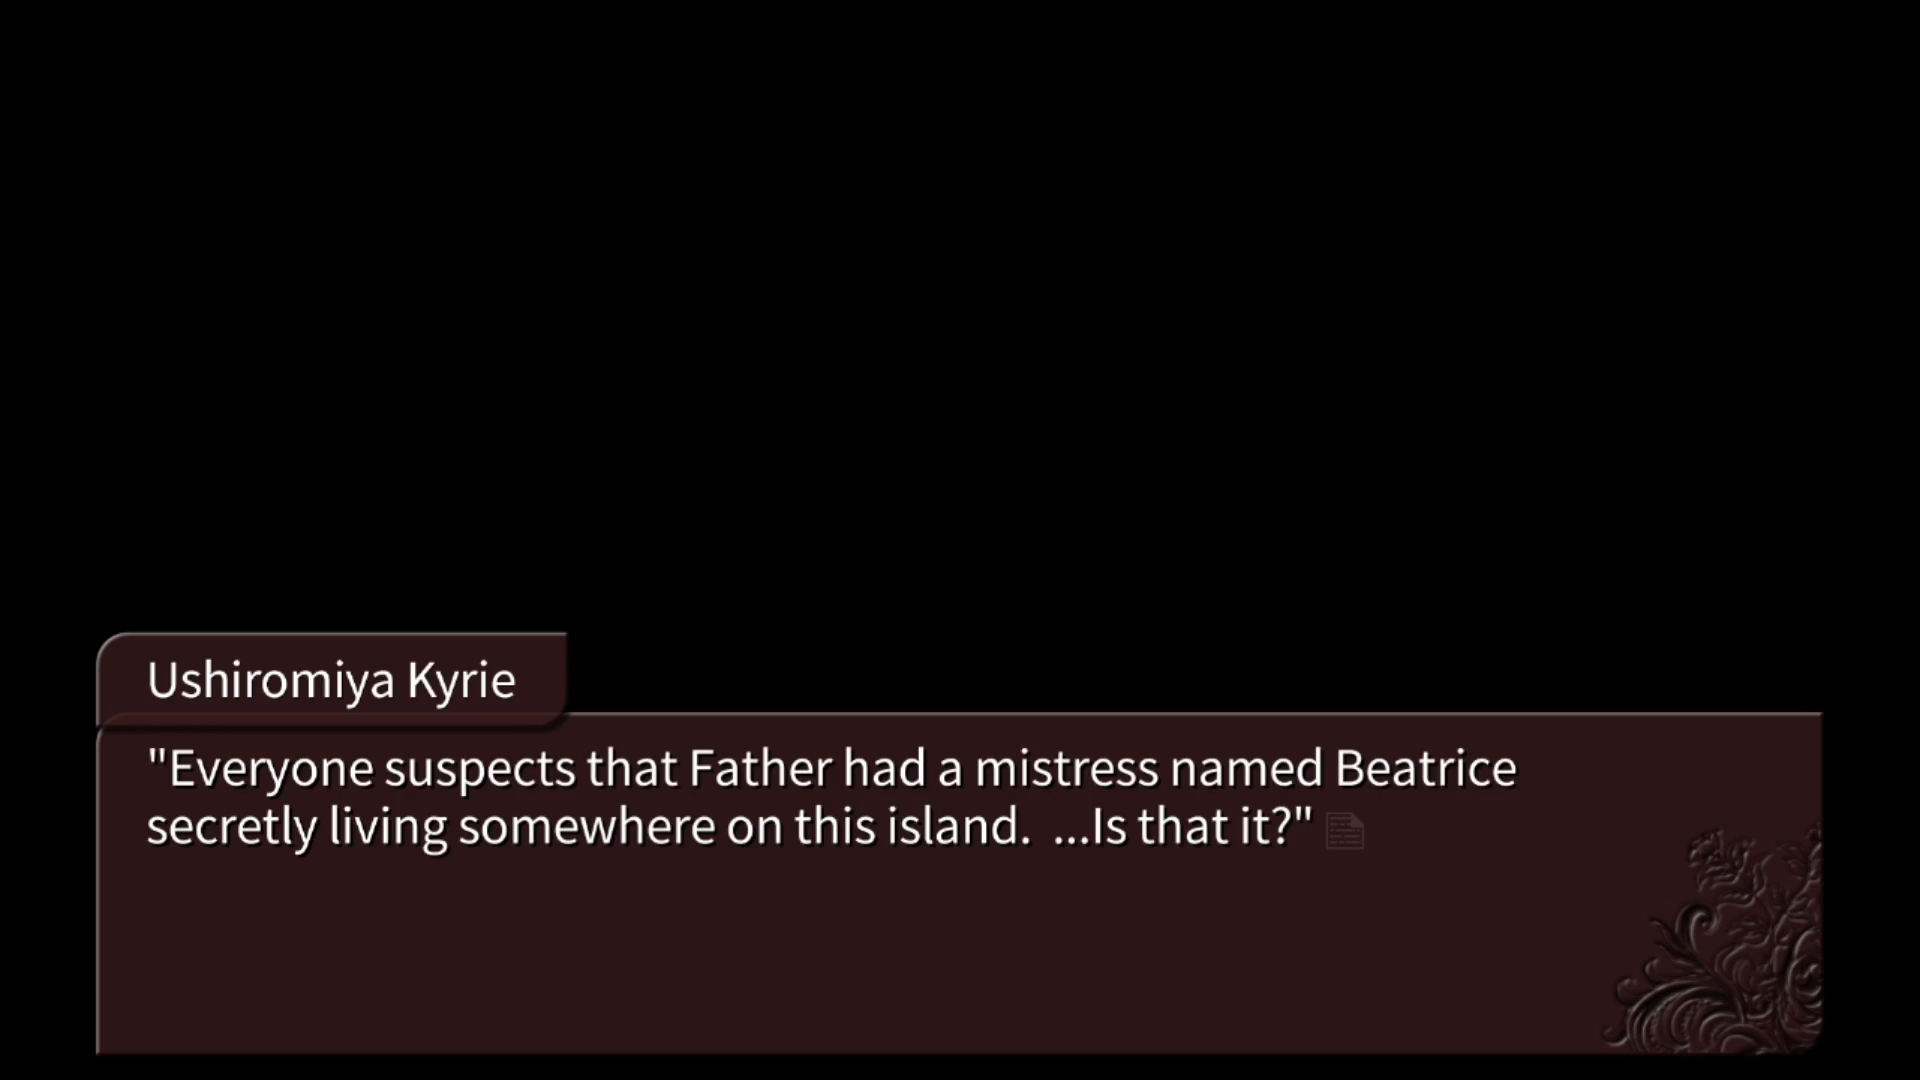 Ushiromiya Kyrie
"Everyone suspects that Father had a mistress named Beatrice
secretly living somewhere on this island.  ...Is that it?"